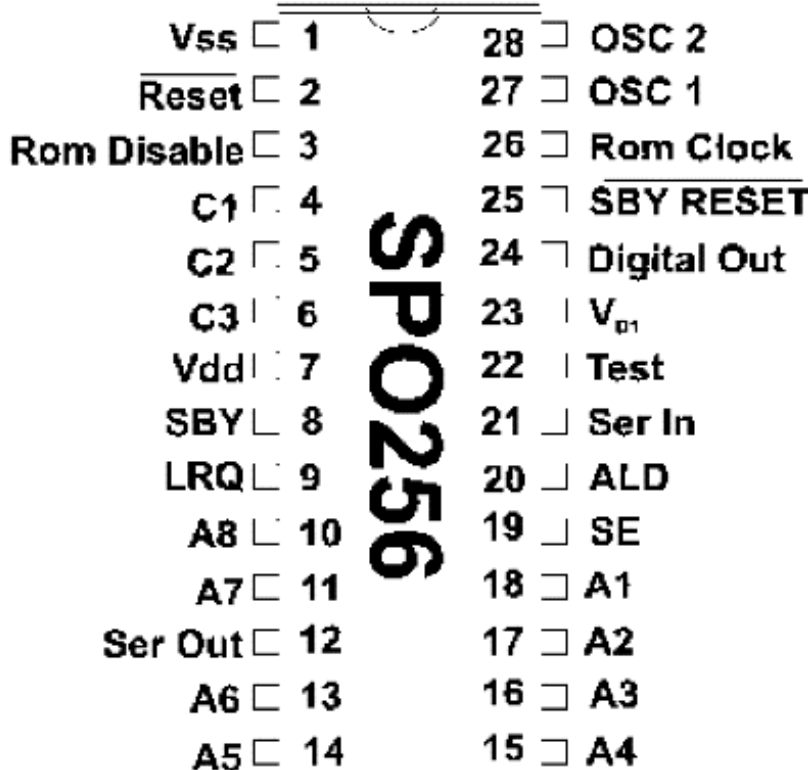 Vss 1 28 OSC 2
Reset 2 27 OSC 1
Rom Disable 3 26 Rom Clock
C1 4 25 SBY RESET
C2 5 24 Digital Out
C3 6 23 V
Vdd 7 22 Test
SBY 8 21 Ser In
LRQ 9 20 ALD
A8 10 19 SE
A7 11 18 A1
Ser Out 12 17 A2
A6 13 16 A3
A5 14 15 A4
SPO256